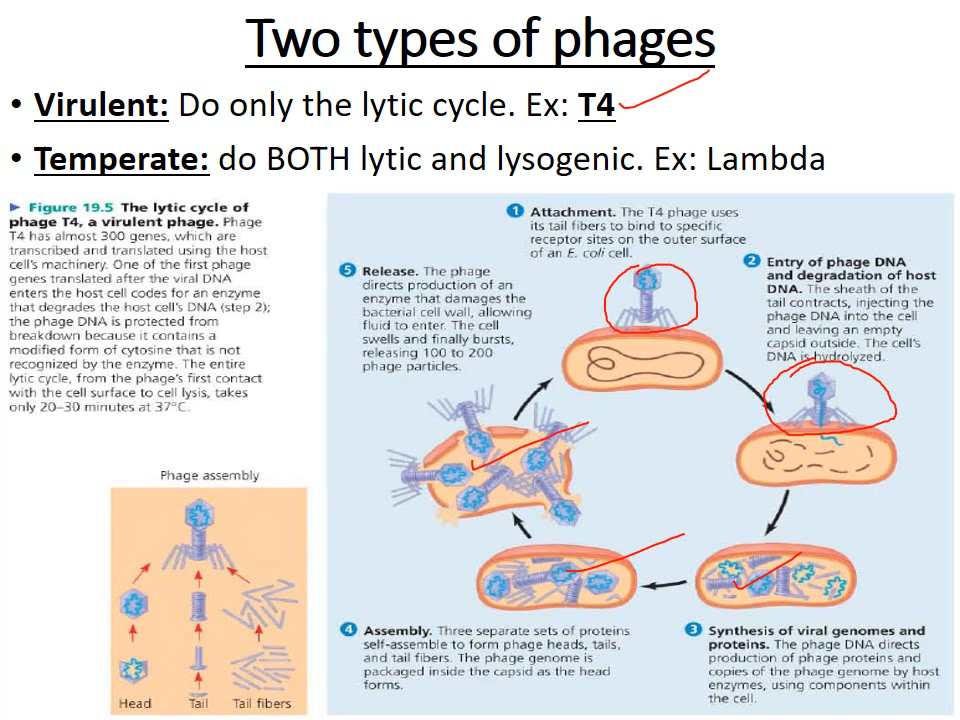 Two types of phages
• Virulent: Do only the lytic cycle. Ex: T4
• Temperate: do BOTH lytic and lysogenic. Ex: Lambda
► Figure 19.5 The lytic cycle of
phage T4, a virulent phage. Phage
T4 has almost 300 genes, which are
transcribed and translated using the host
cell's machinery. One of the first phage
genes translated after the viral DNA
enters the host cell codes for an enzyme
that degrades the host cell's DNA (step 2);
the phage DNA is protected from
breakdown because it contains a
modified form of cytosine that is not
recognized by the enzyme. The entire
lytic cycle, from the phage's first contact
with the cell surface to cell lysis, takes
only 20–30 minutes at 37°C.
1 Attachment. The T4 phage uses
its tail fibers to bind to specific
receptor sites on the outer surface
of an E. coli cell.
2 Entry of phage DNA
and degradation of host
DNA. The sheath of the
tail contracts, injecting the
phage DNA into the cell
and leaving an empty
capsid outside. The cell's
DNA is hydrolyzed.
3 Synthesis of viral genomes and
proteins. The phage DNA directs
production of phage proteins and
copies of the phage genome by host
enzymes, using components within
the cell.
4 Assembly. Three separate sets of proteins
self-assemble to form phage heads, tails,
and tail fibers. The phage genome is
packaged inside the capsid as the head
forms.
5 Release. The phage
directs production of an
enzyme that damages the
bacterial cell wall, allowing
fluid to enter. The cell
swells and finally bursts,
releasing 100 to 200
phage particles.
Phage assembly
Head Tail Tail fibers